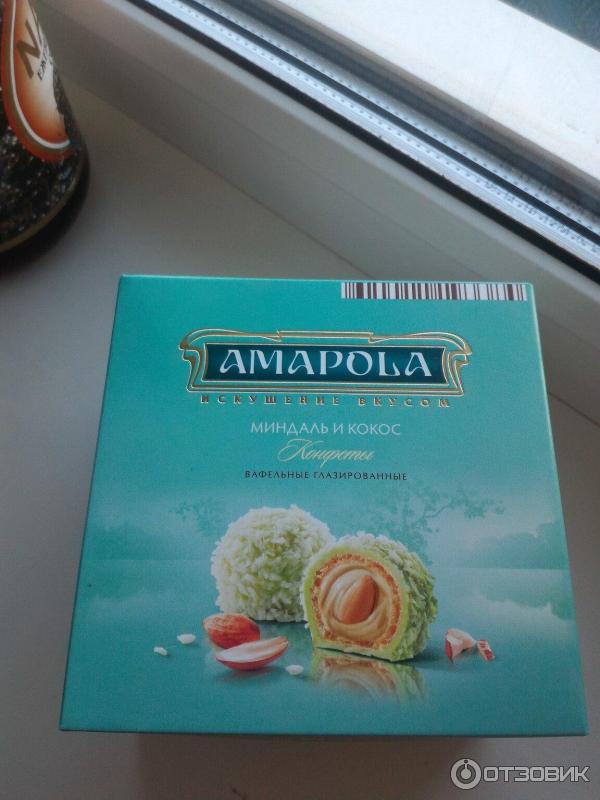 AMAPOLA
ИСКУШЕНИЕ ВКУСОМ
МИНДАЛЬ И КОКОС
Конфеты
ВАФЕЛЬНЫЕ ГЛАЗИРОВАННЫЕ
ОТЗОВИК